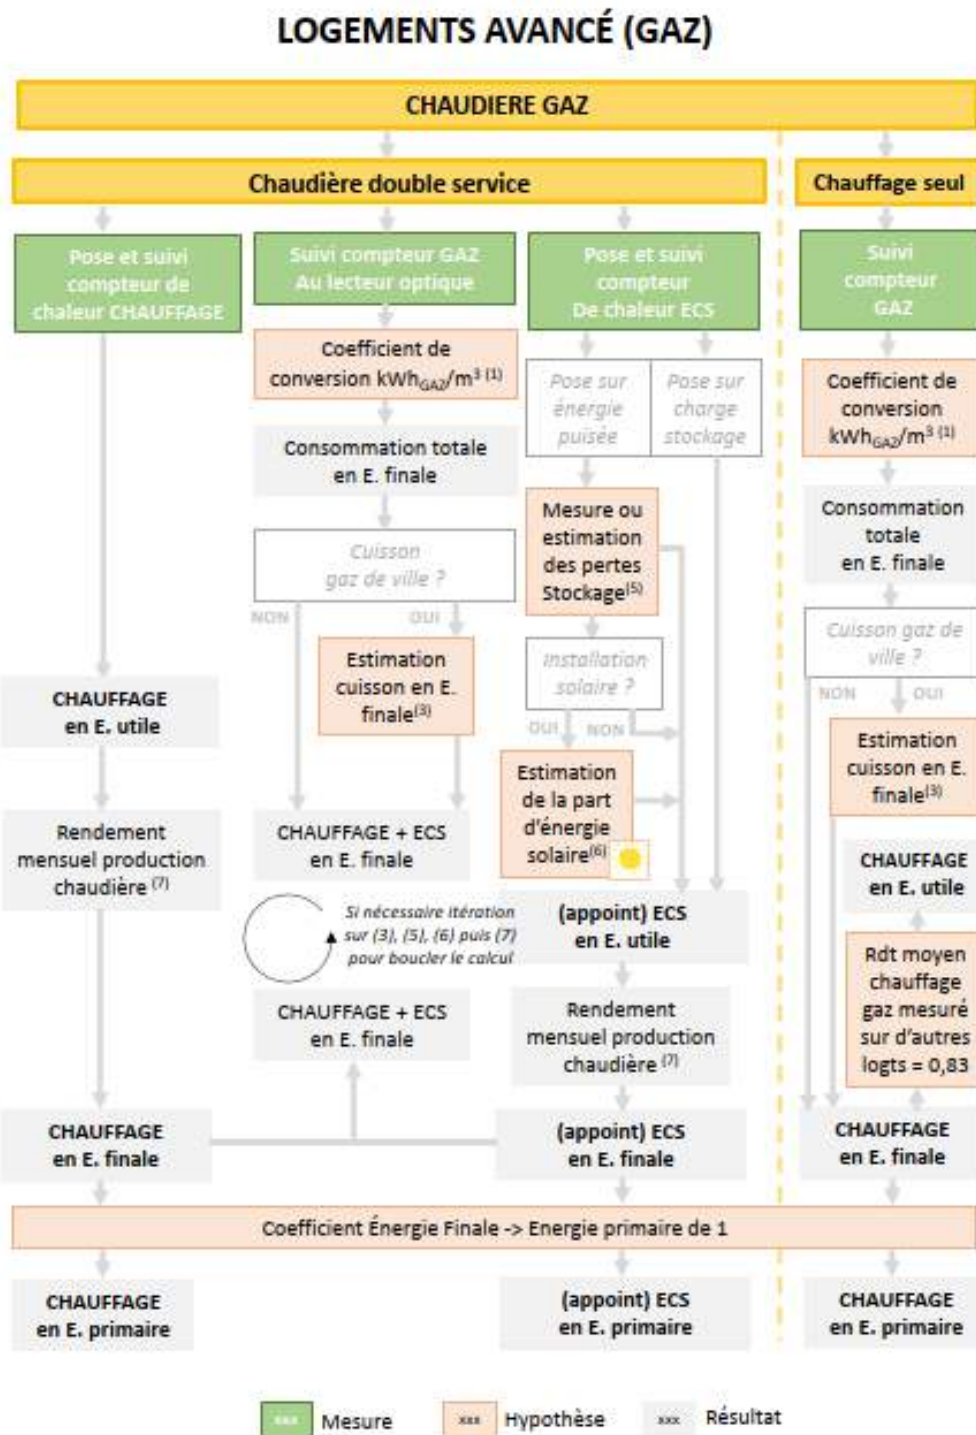 LOGEMENTS AVANCÉ (GAZ)
CHAUDIERE GAZ
Chaudière double service
Chauffage seul
Pose et suivi
compteur de
chaleur CHAUFFAGE
Suivi compteur GAZ
Au lecteur optique
Pose et suivi
compteur
De chaleur ECS
Suivi
compteur
GAZ
Coefficient de
conversion kWhGAZ/m³ (1)
Pose sur
énergie
puisée
Pose sur
charge
stockage
Coefficient de
conversion
kWhGAZ/m³ (1)
Consommation totale
en E. finale
Mesure ou
estimation
des pertes
Stockage(5)
Consommation
totale
en E. finale
Cuisson
gaz de ville ?
NON
OUI
Cuisson gaz de
ville ?
NON
OUI
Estimation
cuisson en E.
finale(3)
Installation
solaire ?
OUI
NON
CHAUFFAGE
en E. utile
Estimation
cuisson en E.
finale(3)
Estimation
de la part
d'énergie
solaire(6)
Rendement
mensuel production
chaudière (7)
CHAUFFAGE + ECS
en E. finale
CHAUFFAGE
en E. utile
Si nécessaire itération
sur (3), (5), (6) puis (7)
pour boucler le calcul
(appoint) ECS
en E. utile
Rdt moyen
chauffage
gaz mesuré
sur d'autres
logts = 0,83
CHAUFFAGE + ECS
en E. finale
Rendement
mensuel production
chaudière (7)
CHAUFFAGE
en E. finale
(appoint) ECS
en E. finale
CHAUFFAGE
en E. finale
Coefficient Énergie Finale -> Energie primaire de 1
CHAUFFAGE
en E. primaire
(appoint) ECS
en E. primaire
CHAUFFAGE
en E. primaire
xxx Mesure
xxx Hypothèse
xxx Résultat